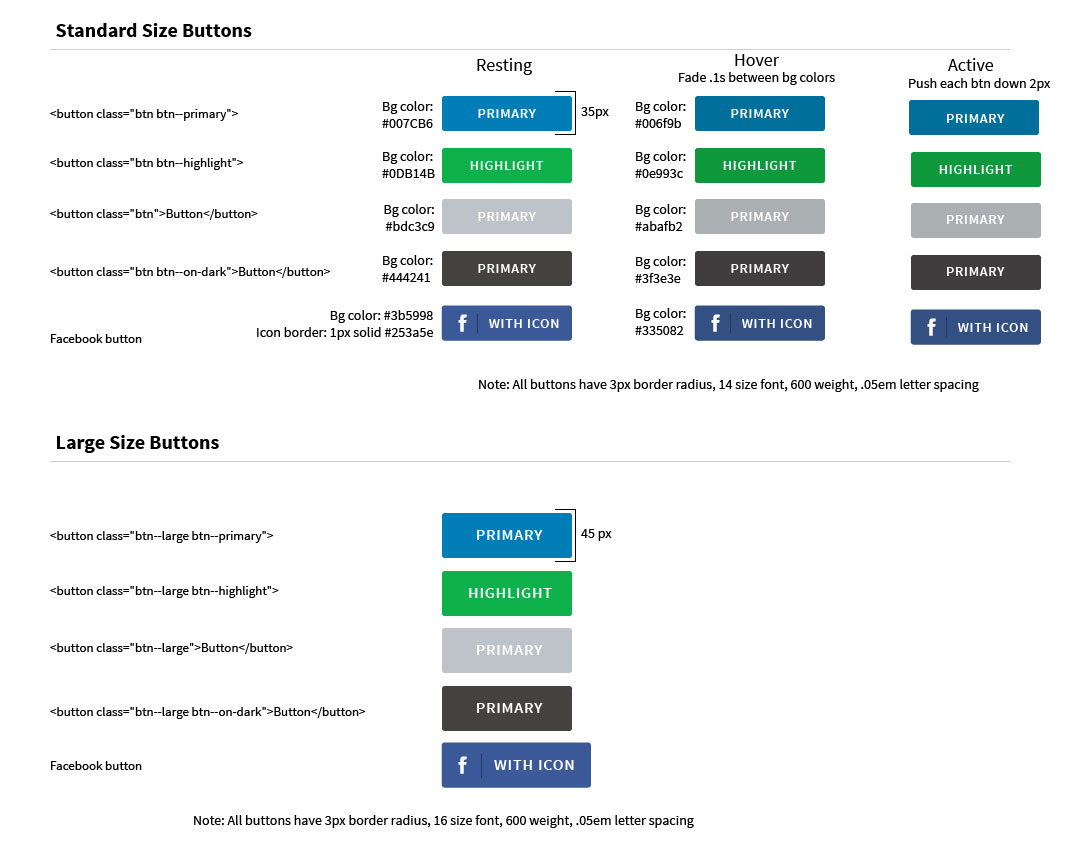 Standard Size Buttons
Resting
Hover
Fade .1s between bg colors
Active
Push each btn down 2px
<button class="btn btn--primary">
Bg color:
#007CB6
PRIMARY
35px
Bg color:
#006f9b
PRIMARY
PRIMARY
<button class="btn btn--highlight">
Bg color:
#0DB14B
HIGHLIGHT
Bg color:
#0e993c
HIGHLIGHT
HIGHLIGHT
<button class="btn">Button</button>
Bg color:
#bdc3c9
PRIMARY
Bg color:
#abafb2
PRIMARY
PRIMARY
<button class="btn btn--on-dark">Button</button>
Bg color:
#444241
PRIMARY
Bg color:
#3f3e3e
PRIMARY
PRIMARY
Facebook button
Bg color: #3b5998
Icon border: 1px solid #253a5e
f WITH ICON
Bg color:
#335082
f WITH ICON
f WITH ICON
Note: All buttons have 3px border radius, 14 size font, 600 weight, .05em letter spacing
Large Size Buttons
<button class="btn--large btn--primary">
PRIMARY
45 px
<button class="btn--large btn--highlight">
HIGHLIGHT
<button class="btn--large">Button</button>
PRIMARY
<button class="btn--large btn--on-dark">Button</button>
PRIMARY
Facebook button
f WITH ICON
Note: All buttons have 3px border radius, 16 size font, 600 weight, .05em letter spacing